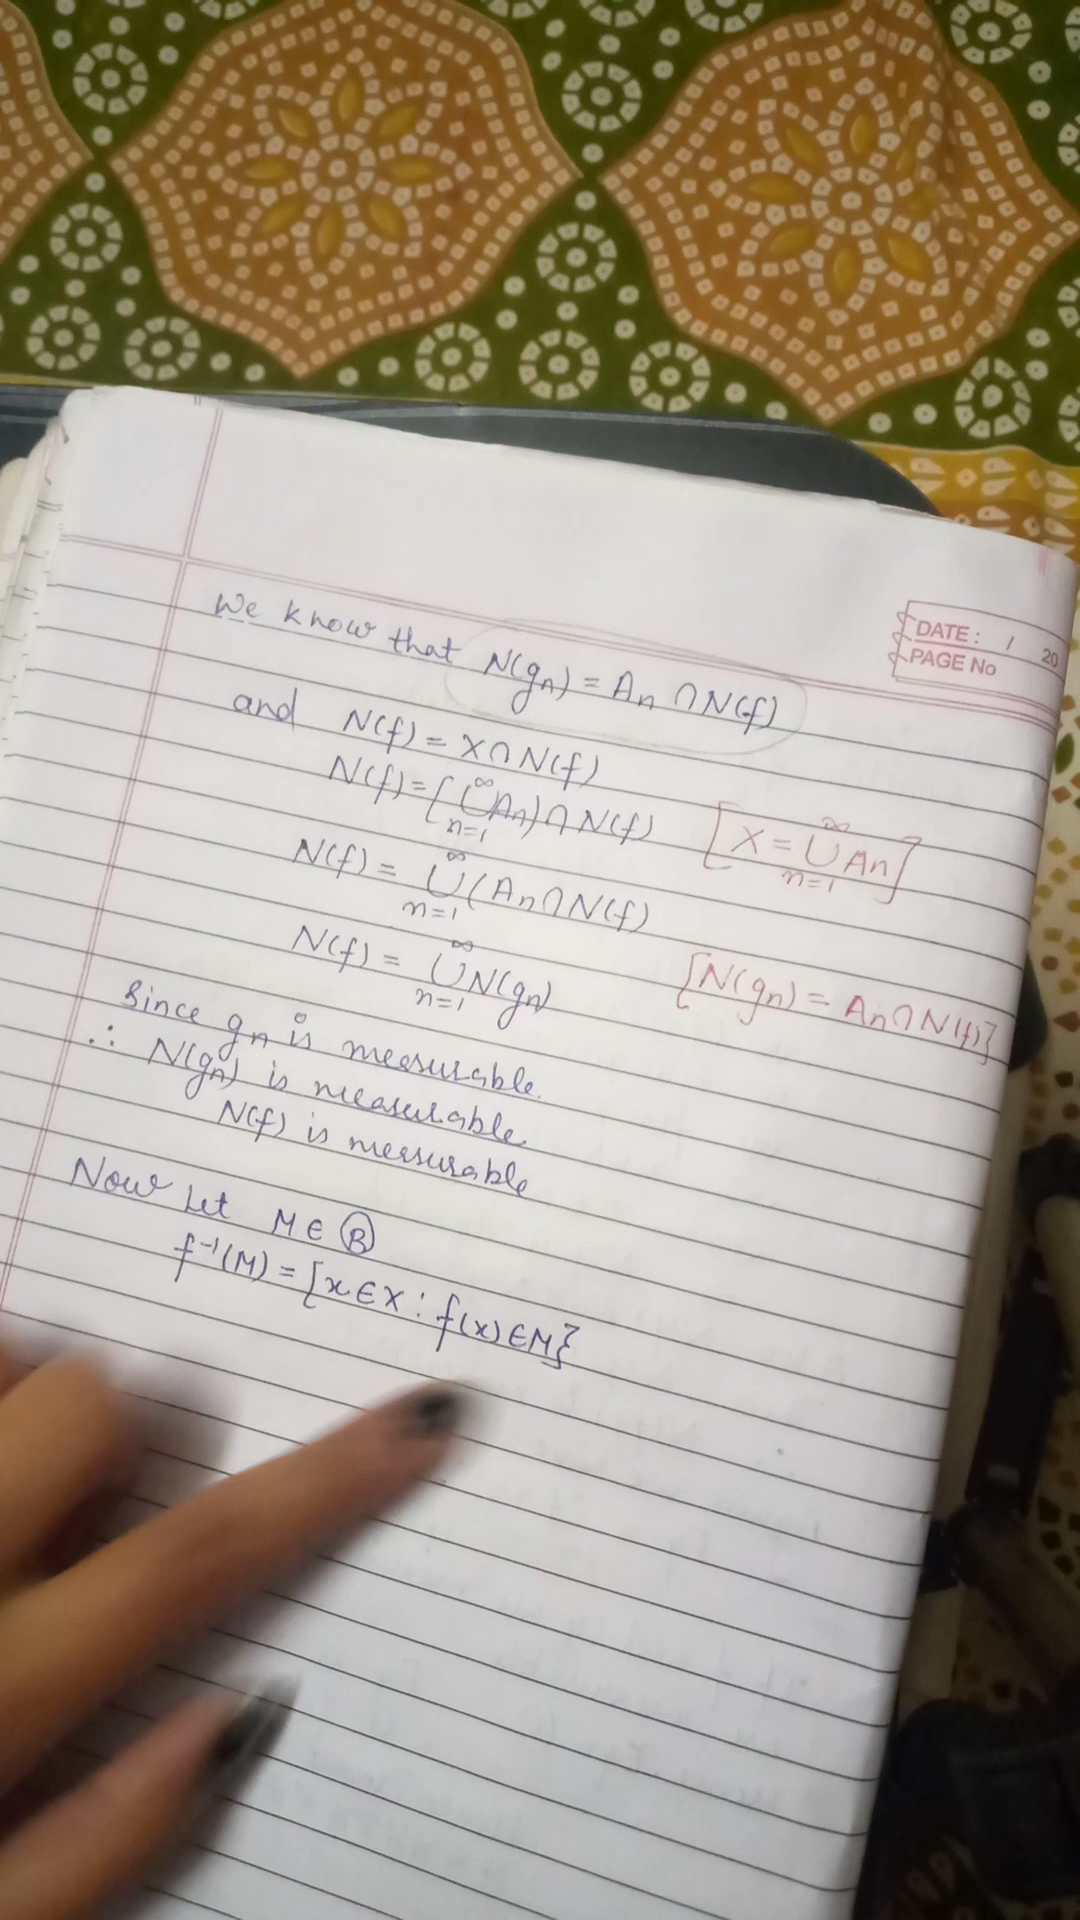 DATE: / 20
PAGE No
We know that N(gn) = An ∩ N(f)
and N(f) = X ∩ N(f)
N(f) = [∞∪n=1 An) ∩ N(f) [X = ∞∪n=1 An]
N(f) = ∞∪n=1 (An ∩ N(f)
N(f) = ∞∪n=1 N(gn) [N(gn) = An ∩ N(f)}
Since gn is measurable.
∴ N(gn) is measurable
N(f) is measurable
Now Let M ∈ Ⓑ
f⁻¹(M) = [x ∈ X : f(x) ∈ M}